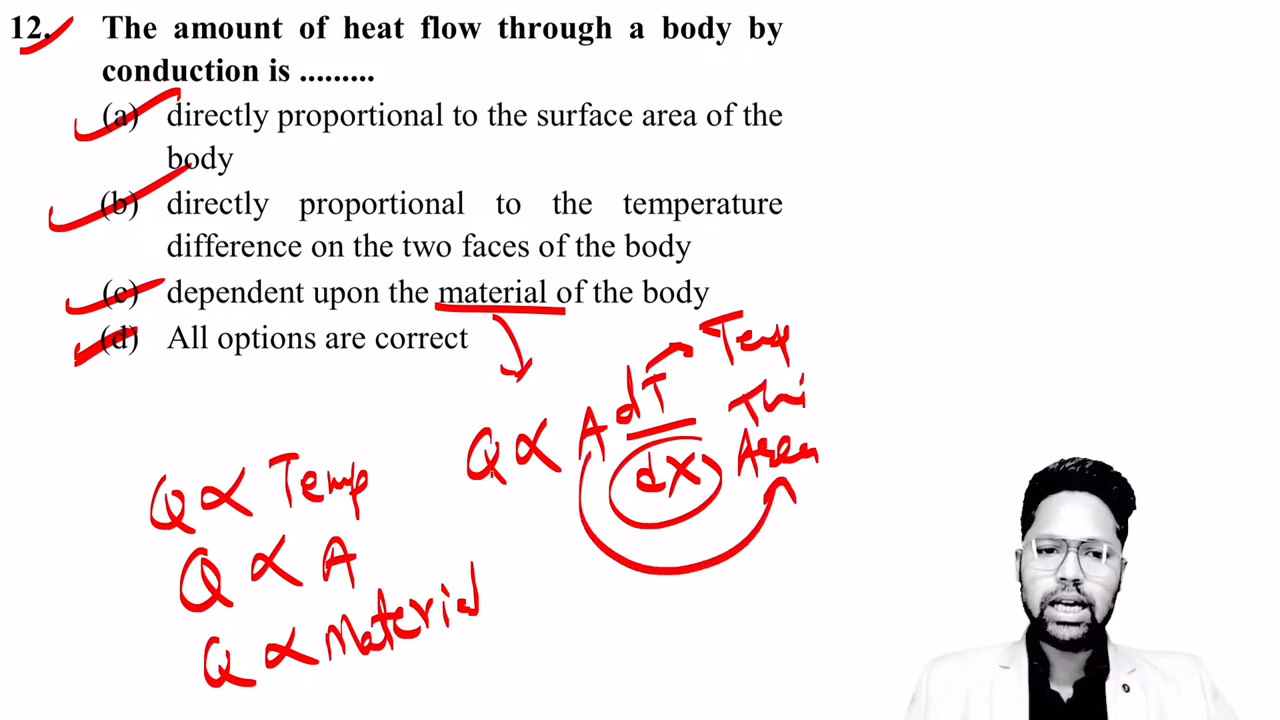 12. The amount of heat flow through a body by
conduction is .........
(a) directly proportional to the surface area of the
body
(b) directly proportional to the temperature
difference on the two faces of the body
(c) dependent upon the material of the body
(d) All options are correct
Temp
Thi
Area
Q ∝ A dT
dx
Q ∝ Temp
Q ∝ A
Q ∝ Material